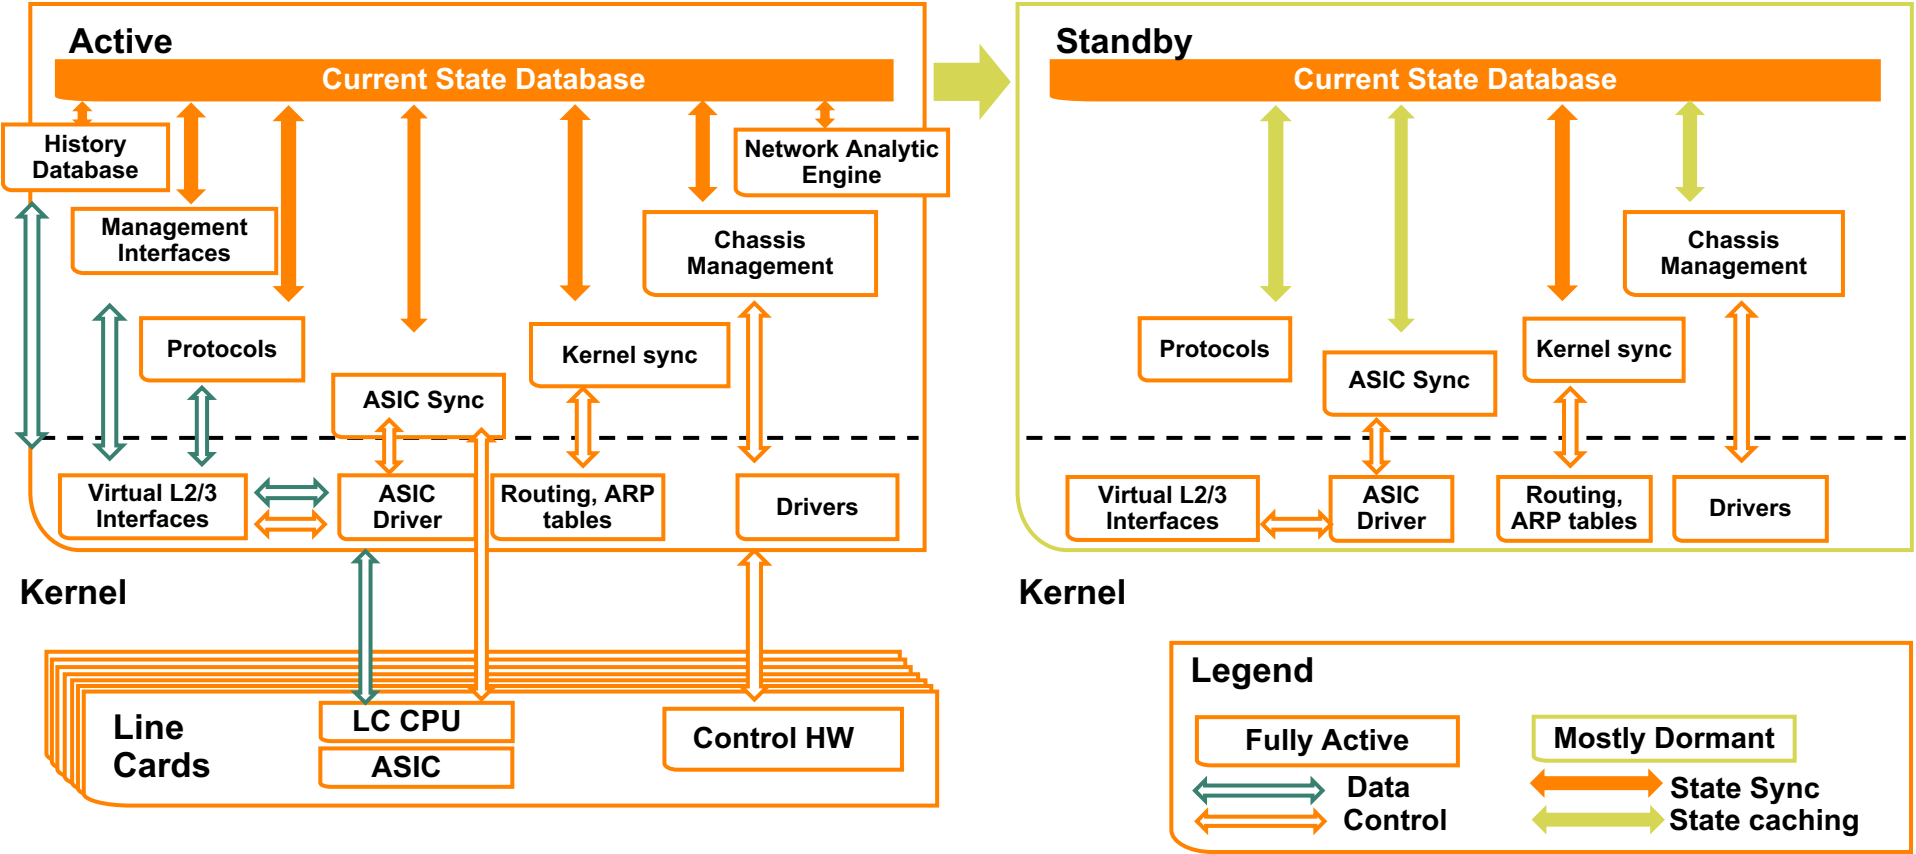 Active
Current State Database
History
Database
Network Analytic
Engine
Management
Interfaces
Chassis
Management
Protocols
Kernel sync
ASIC Sync
Virtual L2/3
Interfaces
ASIC
Driver
Routing, ARP
tables
Drivers
Kernel
Line
Cards
LC CPU
ASIC
Control HW
Standby
Current State Database
Chassis
Management
Protocols
Kernel sync
ASIC Sync
Virtual L2/3
Interfaces
ASIC
Driver
Routing,
ARP tables
Drivers
Kernel
Legend
Fully Active
Mostly Dormant
Data
State Sync
Control
State caching